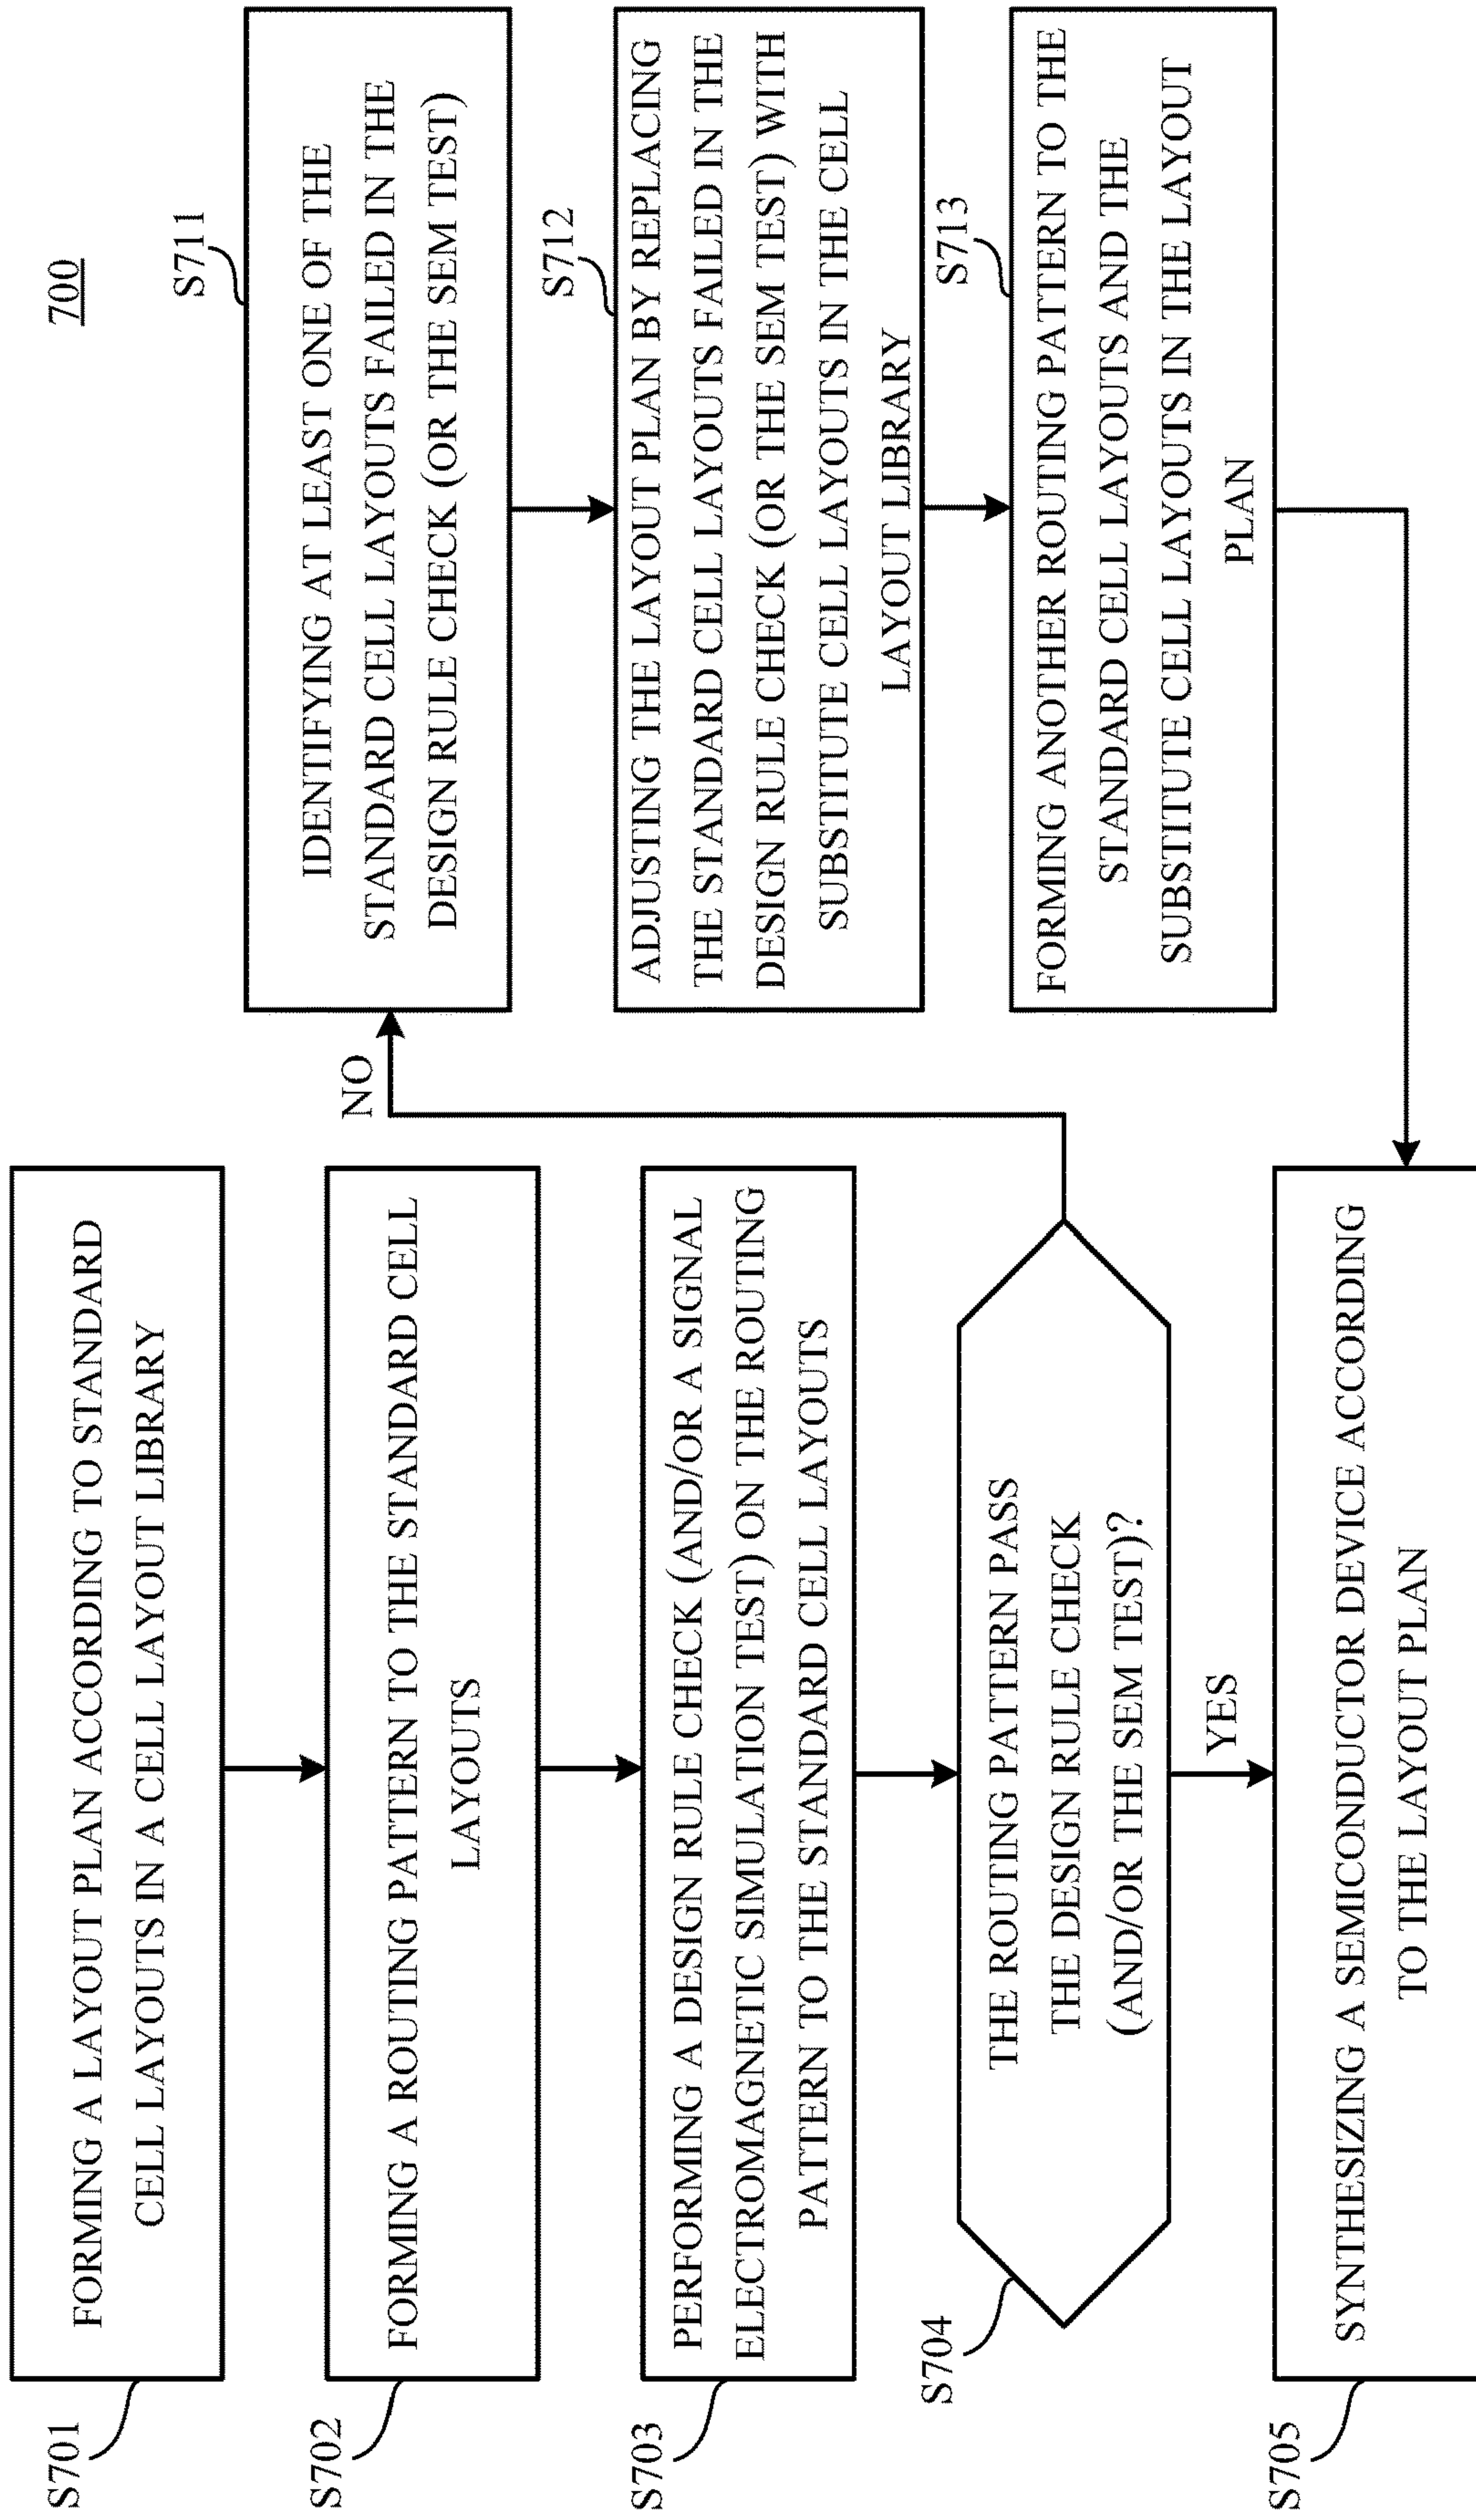 700
S701
FORMING A LAYOUT PLAN ACCORDING TO STANDARD
CELL LAYOUTS IN A CELL LAYOUT LIBRARY
S702
FORMING A ROUTING PATTERN TO THE STANDARD CELL
LAYOUTS
S703
PERFORMING A DESIGN RULE CHECK (AND/OR A SIGNAL
ELECTROMAGNETIC SIMULATION TEST) ON THE ROUTING
PATTERN TO THE STANDARD CELL LAYOUTS
S704
THE ROUTING PATTERN PASS
THE DESIGN RULE CHECK
(AND/OR THE SEM TEST)?
NO
YES
S705
SYNTHESIZING A SEMICONDUCTOR DEVICE ACCORDING
TO THE LAYOUT PLAN
S711
IDENTIFYING AT LEAST ONE OF THE
STANDARD CELL LAYOUTS FAILED IN THE
DESIGN RULE CHECK (OR THE SEM TEST)
S712
ADJUSTING THE LAYOUT PLAN BY REPLACING
THE STANDARD CELL LAYOUTS FAILED IN THE
DESIGN RULE CHECK (OR THE SEM TEST) WITH
SUBSTITUTE CELL LAYOUTS IN THE CELL
LAYOUT LIBRARY
S713
FORMING ANOTHER ROUTING PATTERN TO THE
STANDARD CELL LAYOUTS AND THE
SUBSTITUTE CELL LAYOUTS IN THE LAYOUT
PLAN